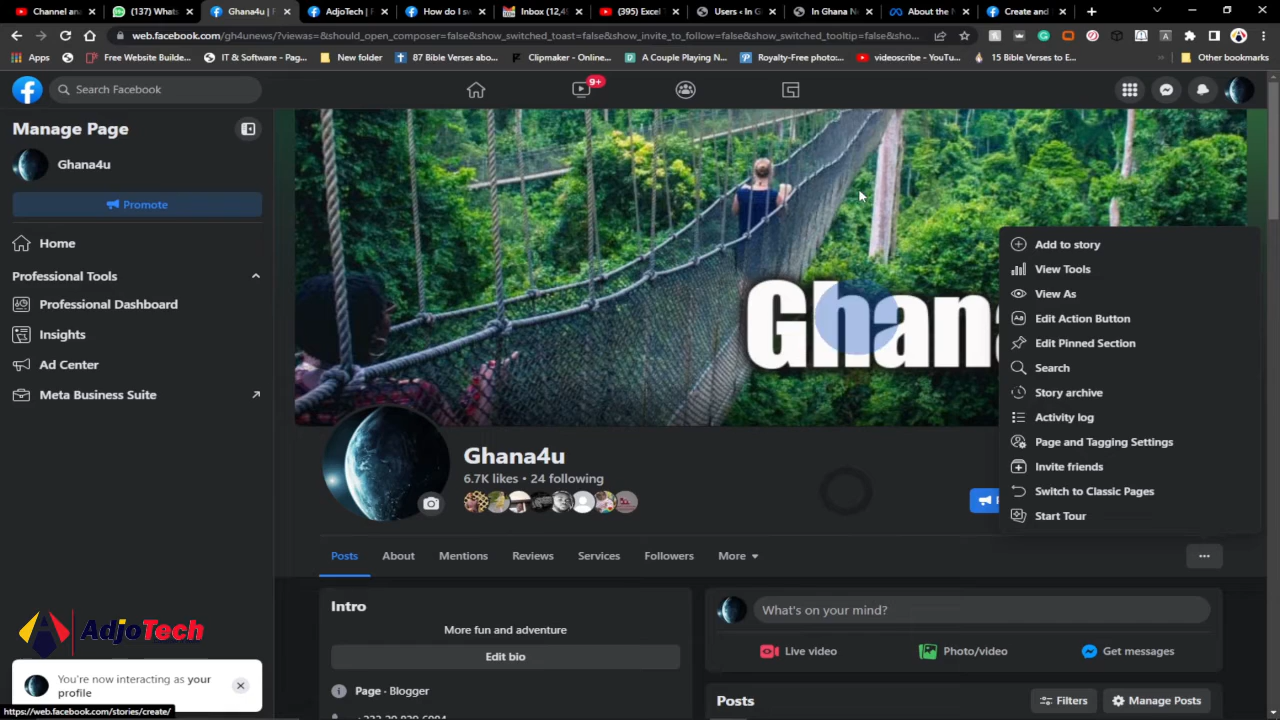 Channel an
(137) Whats
Ghana4u | F
AdjoTech | F
How do I sw
Inbox (12,45
(395) Excel T
Users ‹ In G
In Ghana Ne
About the M
Create and
web.facebook.com/gh4unews/?viewas=&should_open_composer=false&show_switched_toast=false&show_invite_to_follow=false&show_switched_tooltip=false&sho...
Apps
Free Website Builde...
IT & Software - Pag...
New folder
87 Bible Verses abo...
Clipmaker - Online...
A Couple Playing N...
Royalty-Free photo:...
videoscribe - YouTu...
15 Bible Verses to E...
Other bookmarks
Search Facebook
9+
Manage Page
Ghana4u
Promote
Home
Professional Tools
Professional Dashboard
Insights
Ad Center
Meta Business Suite
Ghana
Add to story
View Tools
View As
Edit Action Button
Edit Pinned Section
Search
Story archive
Activity log
Page and Tagging Settings
Invite friends
Switch to Classic Pages
Start Tour
Ghana4u
6.7K likes • 24 following
Posts
About
Mentions
Reviews
Services
Followers
More
Intro
More fun and adventure
Edit bio
Page · Blogger
What's on your mind?
Live video
Photo/video
Get messages
Posts
Filters
Manage Posts
AdjoTech
You're now interacting as your
profile
https://web.facebook.com/stories/create/